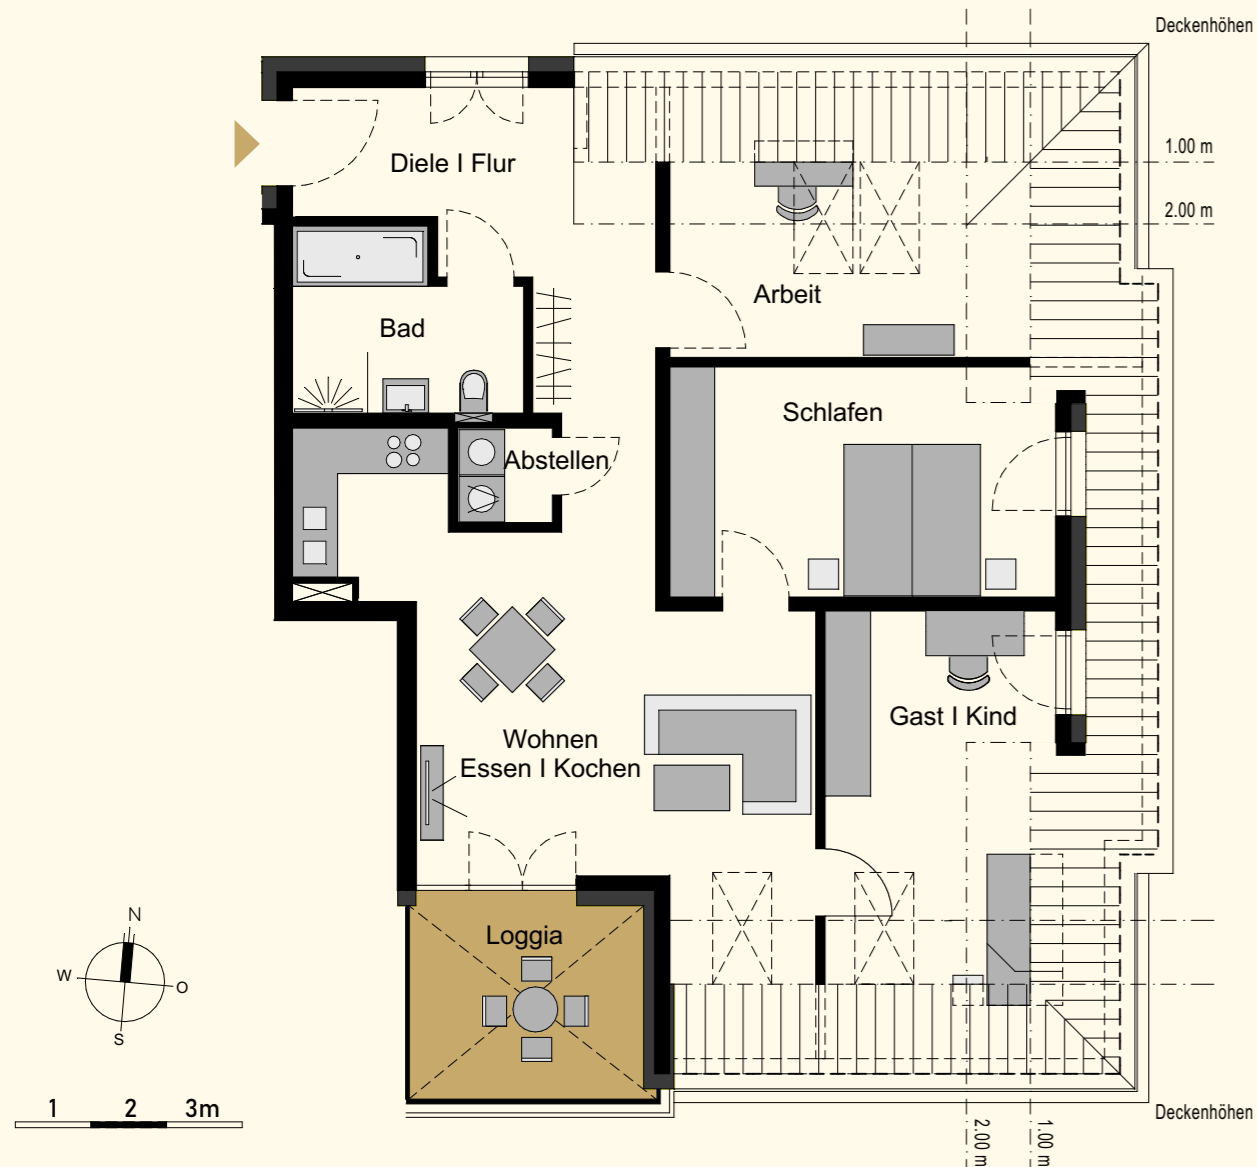 Deckenhöhen
1.00 m
2.00 m
Diele I Flur
Arbeit
Bad
Schlafen
Abstellen
Gast I Kind
Wohnen
Essen I Kochen
Loggia
N
W
O
S
1 2 3m
Deckenhöhen
2.00 m
1.00 m